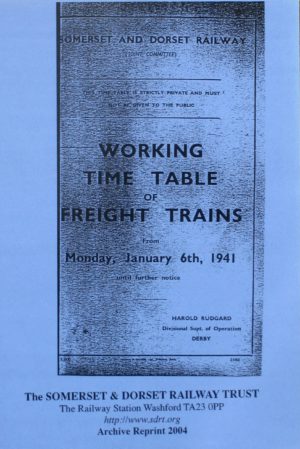 SOMERSET AND DORSET RAILWAY
(JOINT COMMITTEE)
THIS TIME TABLE IS STRICTLY PRIVATE AND MUST
NOT BE GIVEN TO THE PUBLIC
WORKING
TIME TABLE
OF
FREIGHT TRAINS
From
Monday, January 6th, 1941
until further notice
HAROLD RUDGARD
Divisional Supt. of Operation
DERBY
The SOMERSET & DORSET RAILWAY TRUST
The Railway Station Washford TA23 0PP
http://www.sdrt.org
Archive Reprint 2004